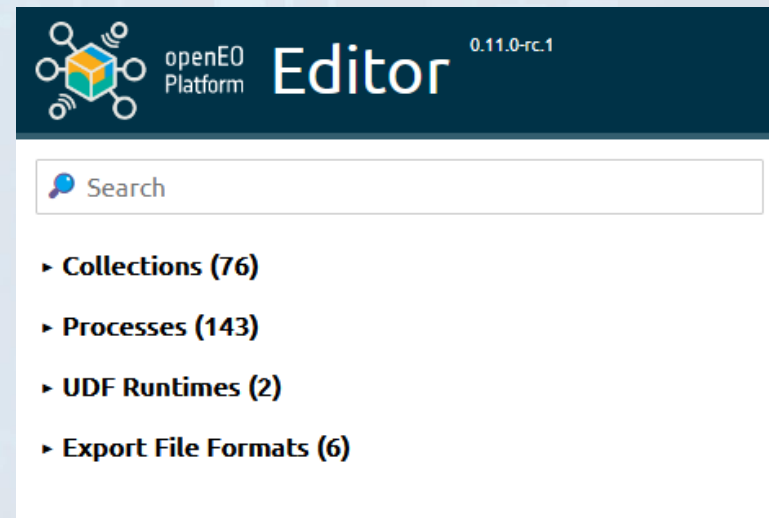 openEO
Platform
Editor
0.11.0-rc.1
Search
Collections (76)
Processes (143)
UDF Runtimes (2)
Export File Formats (6)